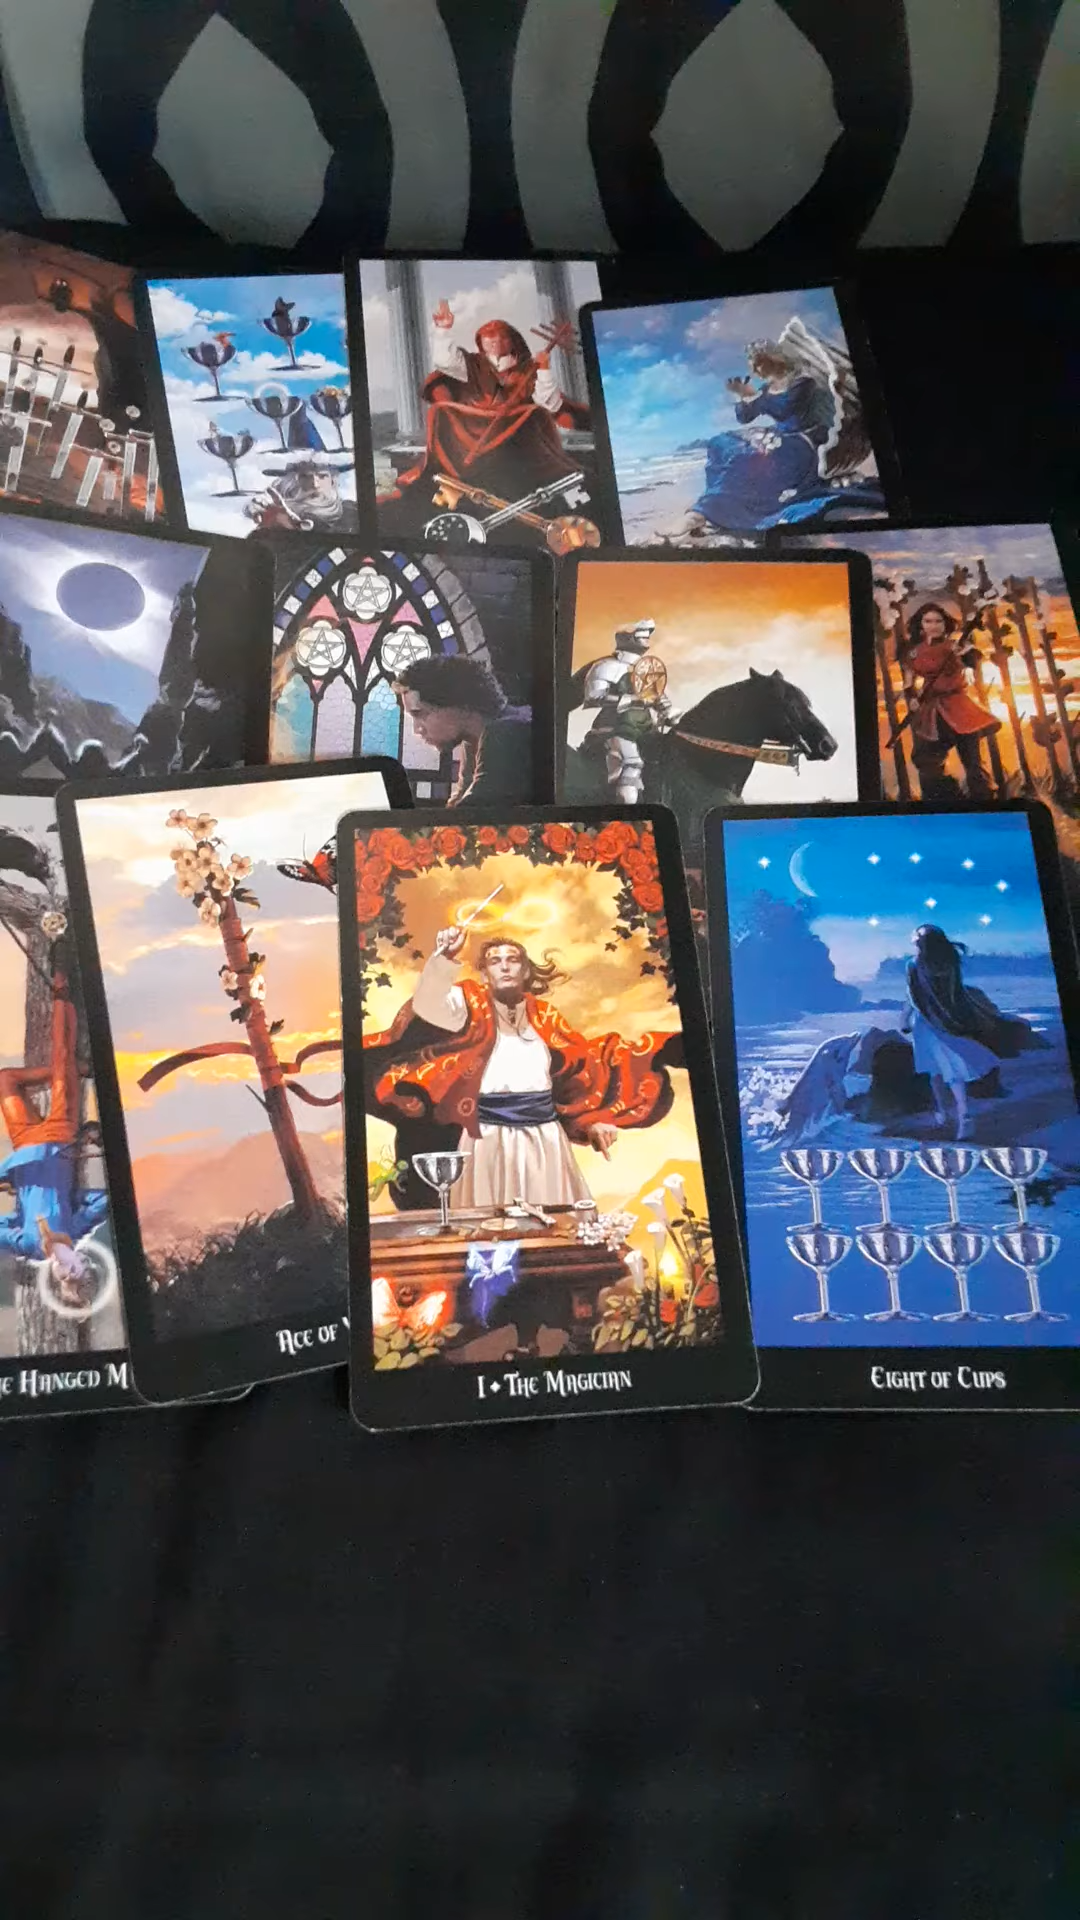 E HANGED M
ACE OF
I ♦ THE MAGICIAN
EIGHT OF CUPS